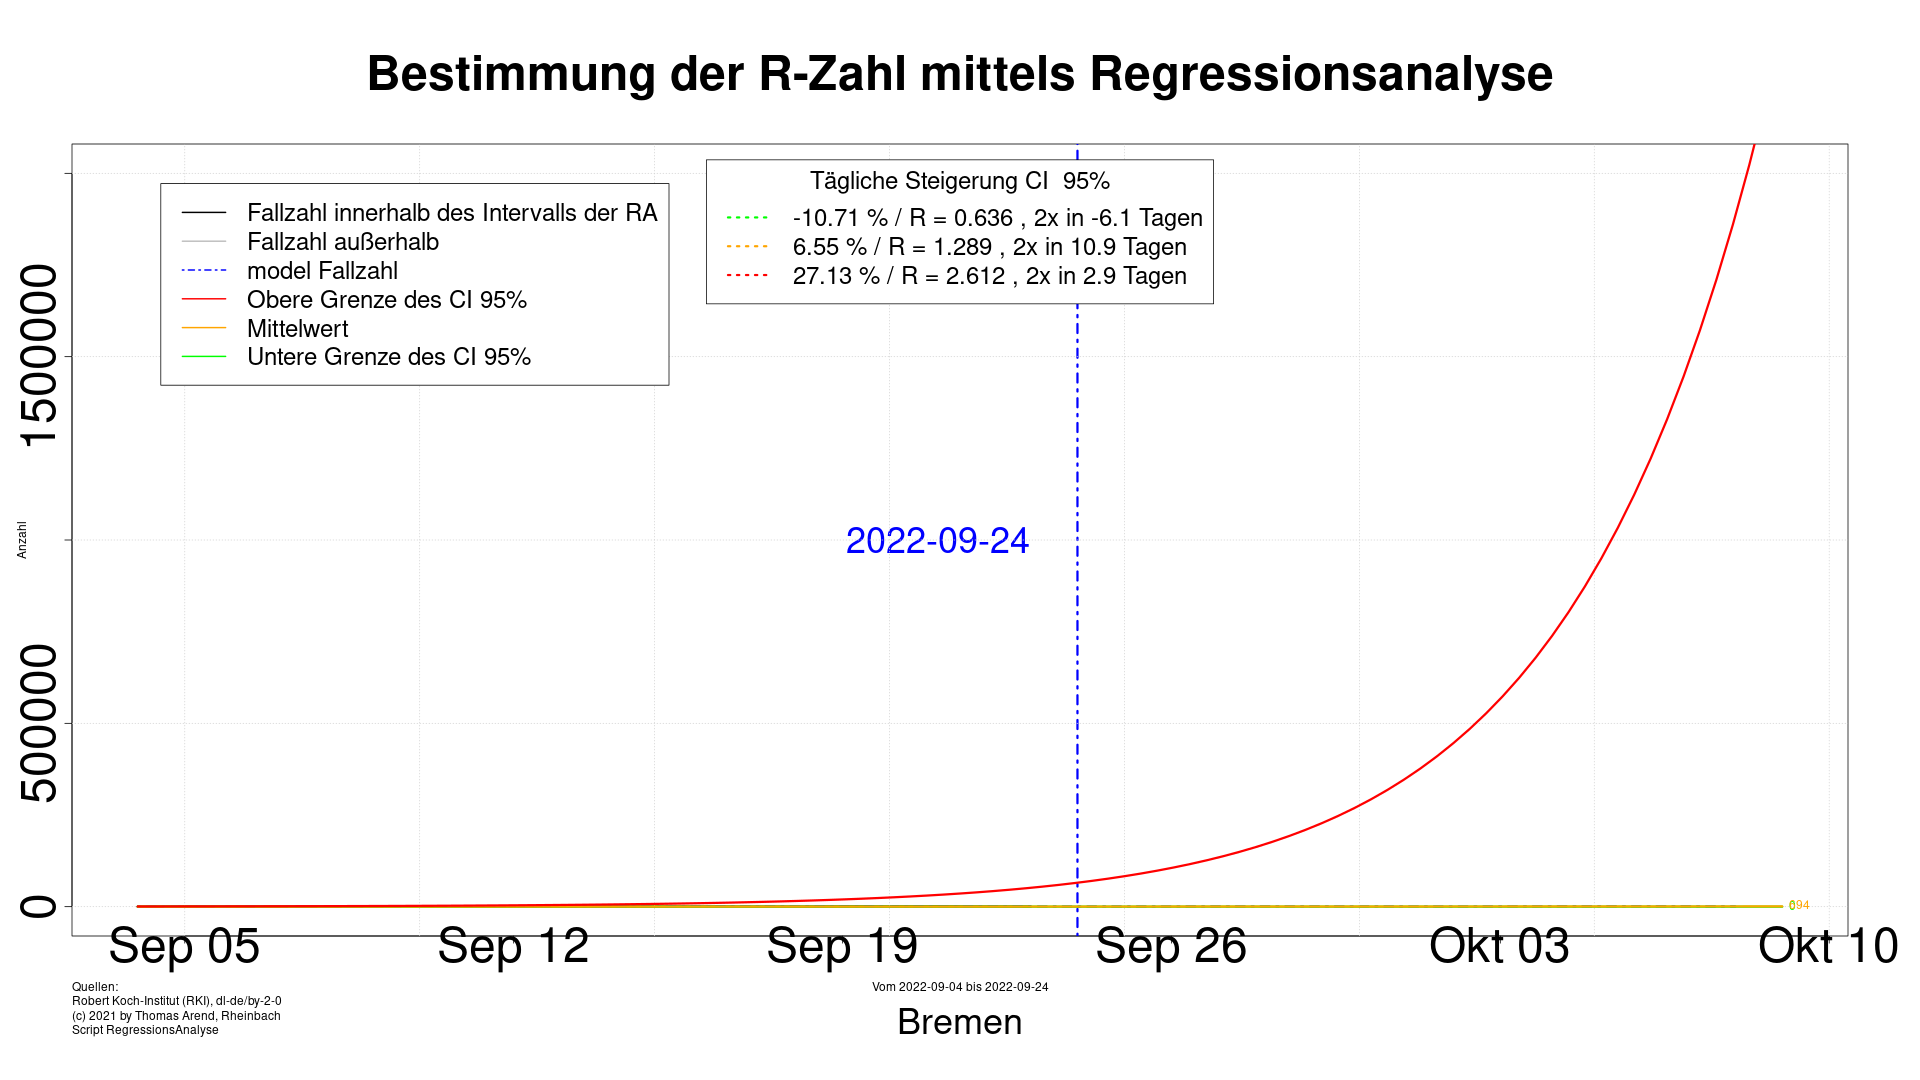 Bestimmung der R-Zahl mittels Regressionsanalyse
Tägliche Steigerung CI  95%
-10.71 % / R = 0.636 , 2x in -6.1 Tagen
6.55 % / R = 1.289 , 2x in 10.9 Tagen
27.13 % / R = 2.612 , 2x in 2.9 Tagen
Fallzahl innerhalb des Intervalls der RA
Fallzahl außerhalb
model Fallzahl
Obere Grenze des CI 95%
Mittelwert
Untere Grenze des CI 95%
1500000
500000
0
Anzahl
2022-09-24
694
Sep 05
Sep 12
Sep 19
Sep 26
Okt 03
Okt 10
Quellen:
Robert Koch-Institut (RKI), dl-de/by-2-0
(c) 2021 by Thomas Arend, Rheinbach
Script RegressionsAnalyse
Vom 2022-09-04 bis 2022-09-24
Bremen